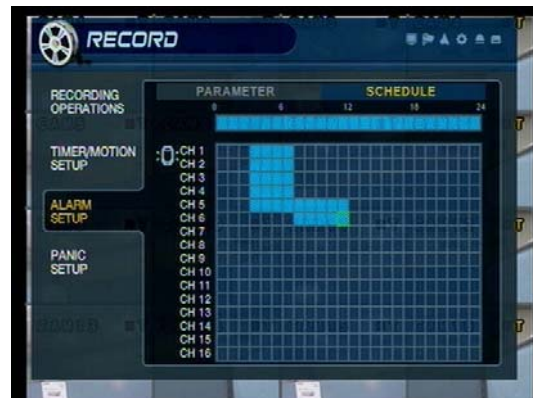 RECORD
PARAMETER SCHEDULE
0 6 12 18 24
RECORDING
OPERATIONS
TIMER/MOTION
SETUP
ALARM
SETUP
PANIC
SETUP
CH 1
CH 2
CH 3
CH 4
CH 5
CH 6
CH 7
CH 8
CH 9
CH 10
CH 11
CH 12
CH 13
CH 14
CH 15
CH 16